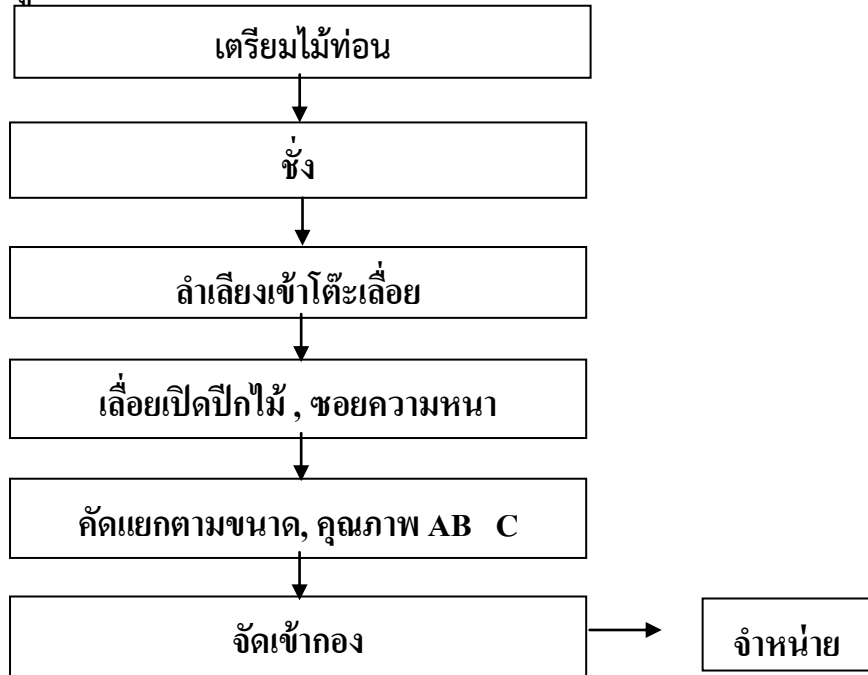 เตรียมไม้ท่อน
ชั่ง
ลำเลียงเข้าโต๊ะเลื่อย
เลื่อยเปิดปีกไม้ , ซอยความหนา
คัดแยกตามขนาด, คุณภาพ AB C
จัดเข้ากอง
จำหน่าย